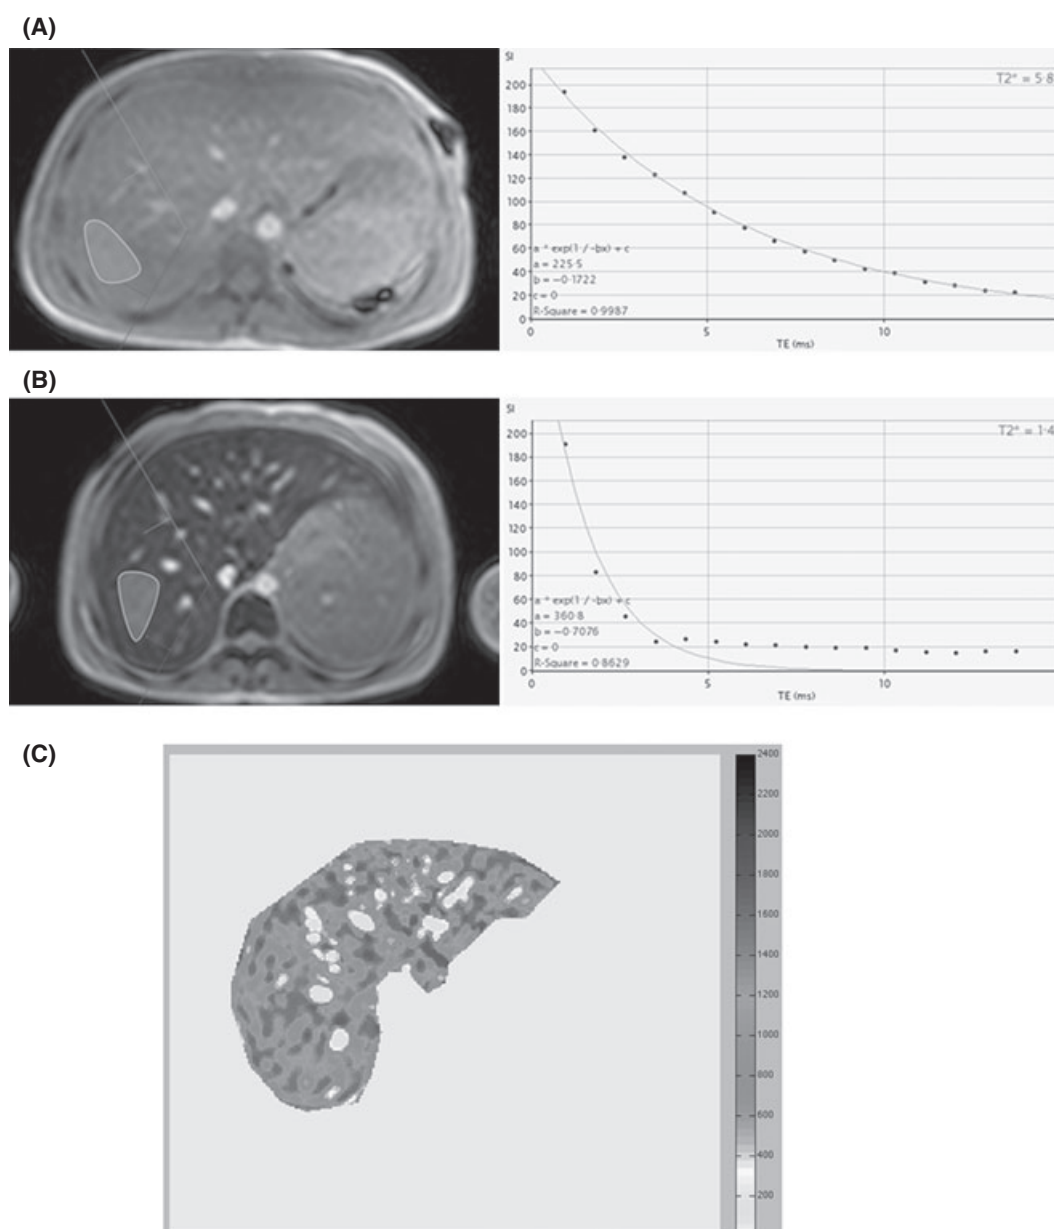 (A)
SI
T2* = 5·8
200
180
160
140
120
100
80
60
a * exp(1 / -bx) + c
a = 225·5
40
b = −0·1722
c = 0
20
R-Square = 0·9987
0
0
5
10
TE (ms)
(B)
SI
T2* = 1·4
200
180
160
140
120
100
80
60
a * exp(1 / -bx) + c
a = 360·8
40
b = −0·7076
c = 0
20
R-Square = 0·8629
0
0
5
10
TE (ms)
(C)
2400
2200
2000
1800
1600
1400
1200
1000
800
600
400
200